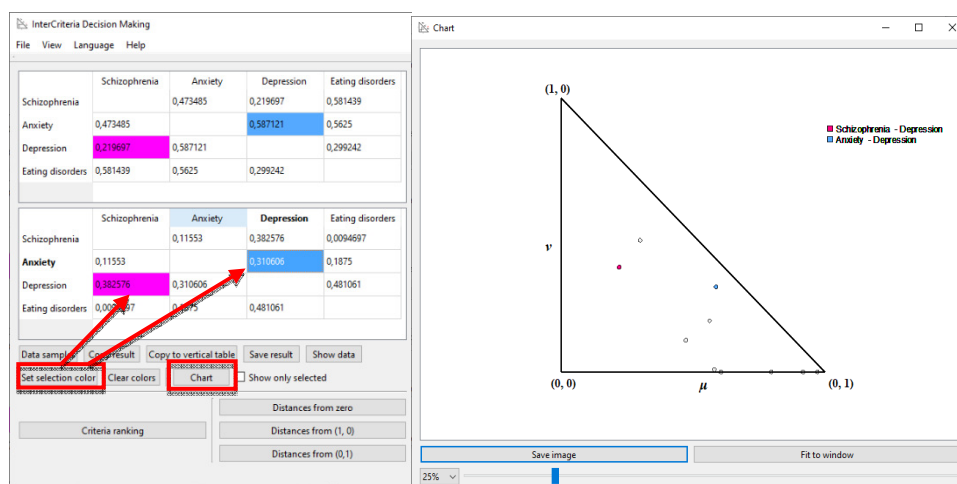 InterCriteria Decision Making
File View Language Help
Schizophrenia Anxiety Depression Eating disorders
Schizophrenia 0,473485 0,219697 0,581439
Anxiety 0,473485 0,587121 0,5625
Depression 0,219697 0,587121 0,299242
Eating disorders 0,581439 0,5625 0,299242
Schizophrenia Anxiety Depression Eating disorders
Schizophrenia 0,11553 0,382576 0,0094697
Anxiety 0,11553 0,310606 0,1875
Depression 0,382576 0,310606 0,481061
Eating disorders 0,481061
Data sample result Copy to vertical table Save result Show data
Set selection color Clear colors Chart Show only selected
Criteria ranking
Distances from zero
Distances from (1, 0)
Distances from (0,1)
Chart
(1, 0)
Schizophrenia - Depression
Anxiety - Depression
ν
(0, 0) μ (0, 1)
Save image Fit to window
25%